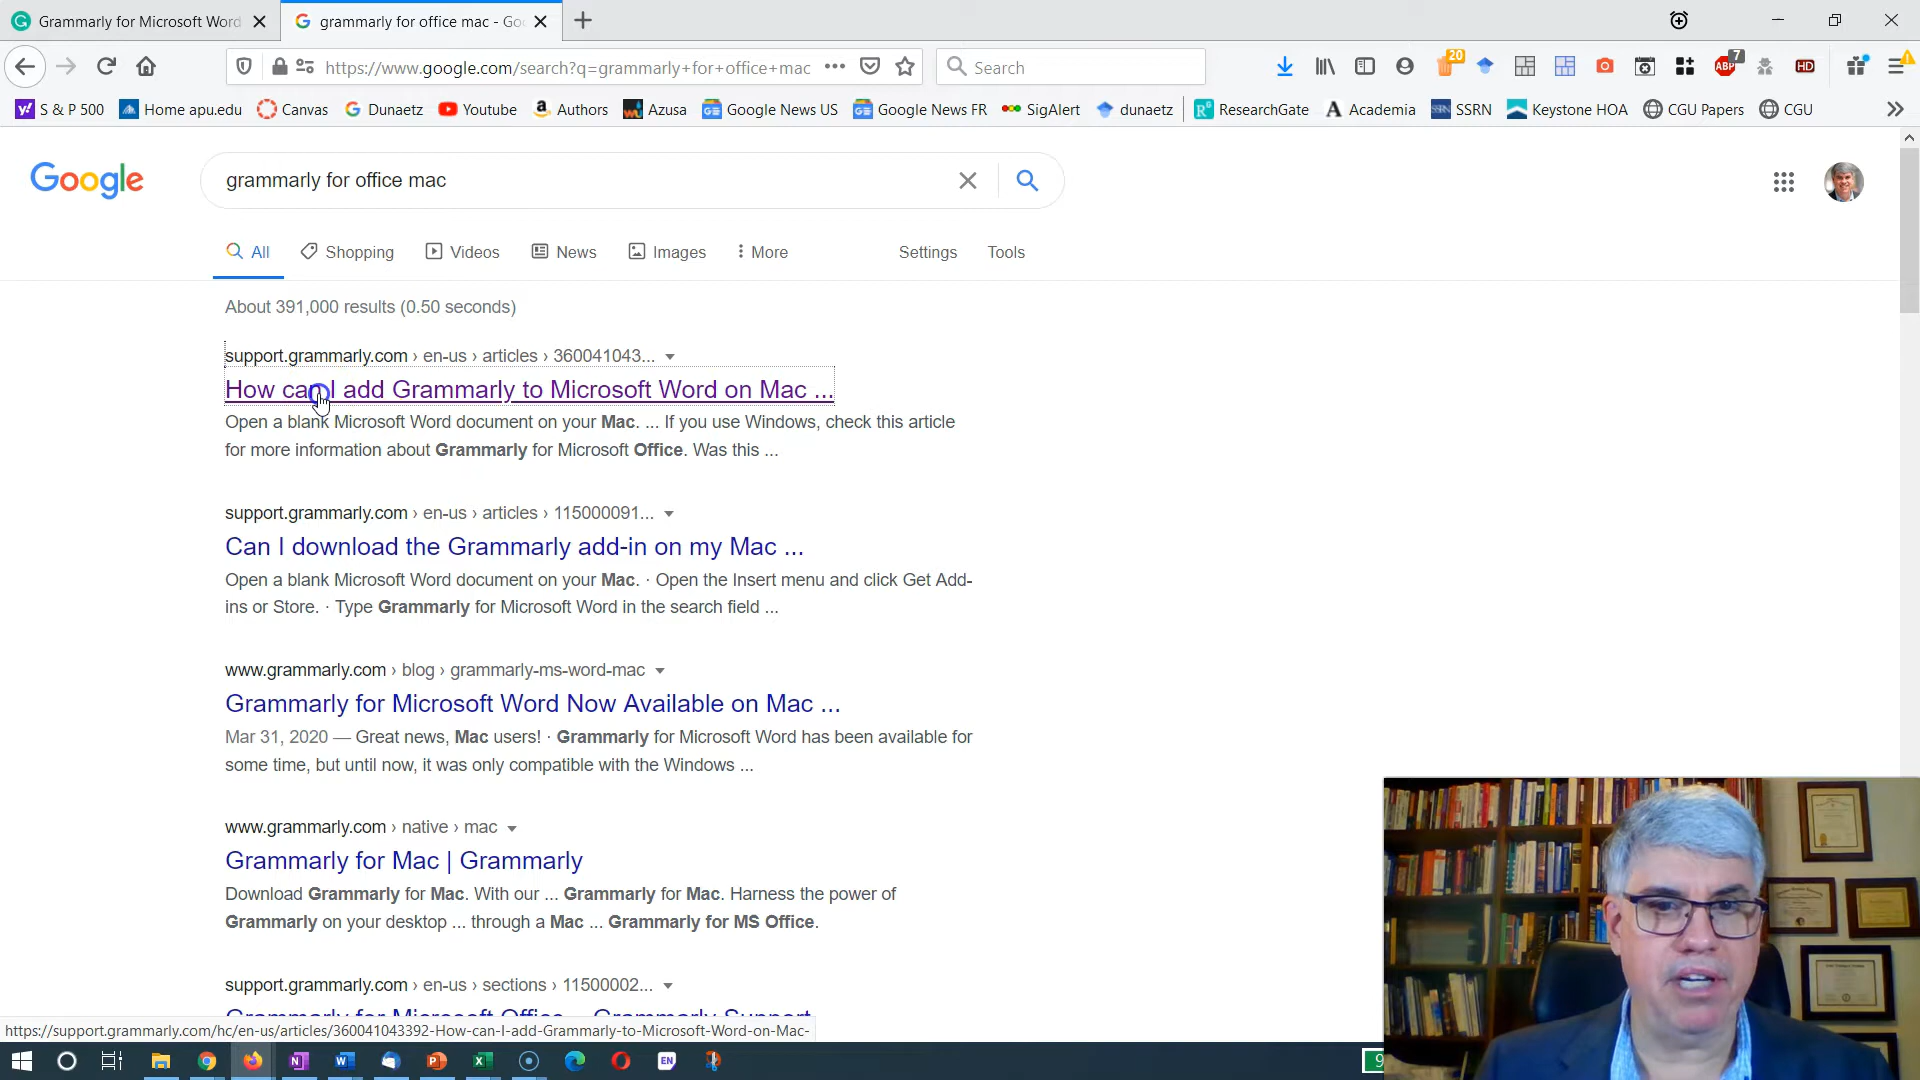 Grammarly for Microsoft Word
grammarly for office mac - Goo
https://www.google.com/search?q=grammarly+for+office+mac
Search
20
7
ABP
HD
S & P 500
Home apu.edu
Canvas
Dunaetz
Youtube
Authors
Azusa
Google News US
Google News FR
SigAlert
dunaetz
ResearchGate
Academia
SSRN
Keystone HOA
CGU Papers
CGU
Google
grammarly for office mac
All
Shopping
Videos
News
Images
More
Settings
Tools
About 391,000 results (0.50 seconds)
support.grammarly.com › en-us › articles › 360041043...
How can I add Grammarly to Microsoft Word on Mac ...
Open a blank Microsoft Word document on your Mac. ... If you use Windows, check this article
for more information about Grammarly for Microsoft Office. Was this ...
support.grammarly.com › en-us › articles › 115000091...
Can I download the Grammarly add-in on my Mac ...
Open a blank Microsoft Word document on your Mac. · Open the Insert menu and click Get Add-
ins or Store. · Type Grammarly for Microsoft Word in the search field ...
www.grammarly.com › blog › grammarly-ms-word-mac
Grammarly for Microsoft Word Now Available on Mac ...
Mar 31, 2020 — Great news, Mac users! · Grammarly for Microsoft Word has been available for
some time, but until now, it was only compatible with the Windows ...
www.grammarly.com › native › mac
Grammarly for Mac | Grammarly
Download Grammarly for Mac. With our ... Grammarly for Mac. Harness the power of
Grammarly on your desktop ... through a Mac ... Grammarly for MS Office.
support.grammarly.com › en-us › sections › 11500002...
Grammarly for Microsoft Office – Grammarly Support
https://support.grammarly.com/hc/en-us/articles/360041043392-How-can-I-add-Grammarly-to-Microsoft-Word-on-Mac-
EN
9